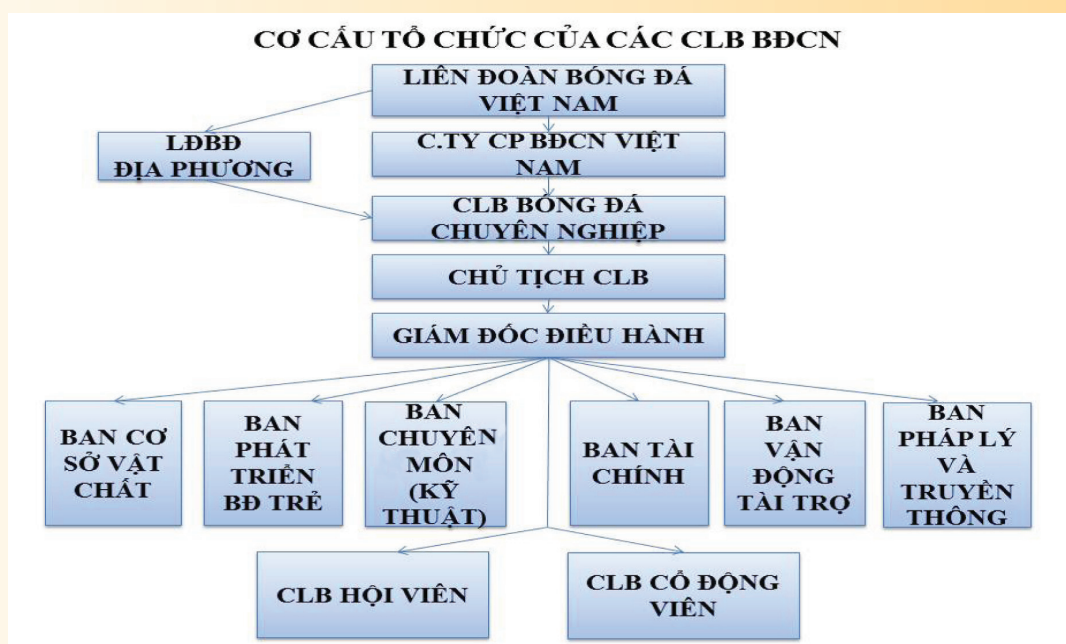 CƠ CẤU TỔ CHỨC CỦA CÁC CLB BĐCN
LIÊN ĐOÀN BÓNG ĐÁ
VIỆT NAM
LĐBĐ
ĐỊA PHƯƠNG
C.TY CP BĐCN VIỆT
NAM
CLB BÓNG ĐÁ
CHUYÊN NGHIỆP
CHỦ TỊCH CLB
GIÁM ĐỐC ĐIỀU HÀNH
BAN CƠ
SỞ VẬT
CHẤT
BAN
PHÁT
TRIỂN
BĐ TRẺ
BAN
CHUYÊN
MÔN
(KỸ
THUẬT)
BAN TÀI
CHÍNH
BAN
VẬN
ĐỘNG
TÀI TRỢ
BAN
PHÁP LÝ
VÀ
TRUYỀN
THÔNG
CLB HỘI VIÊN
CLB CỔ ĐỘNG
VIÊN